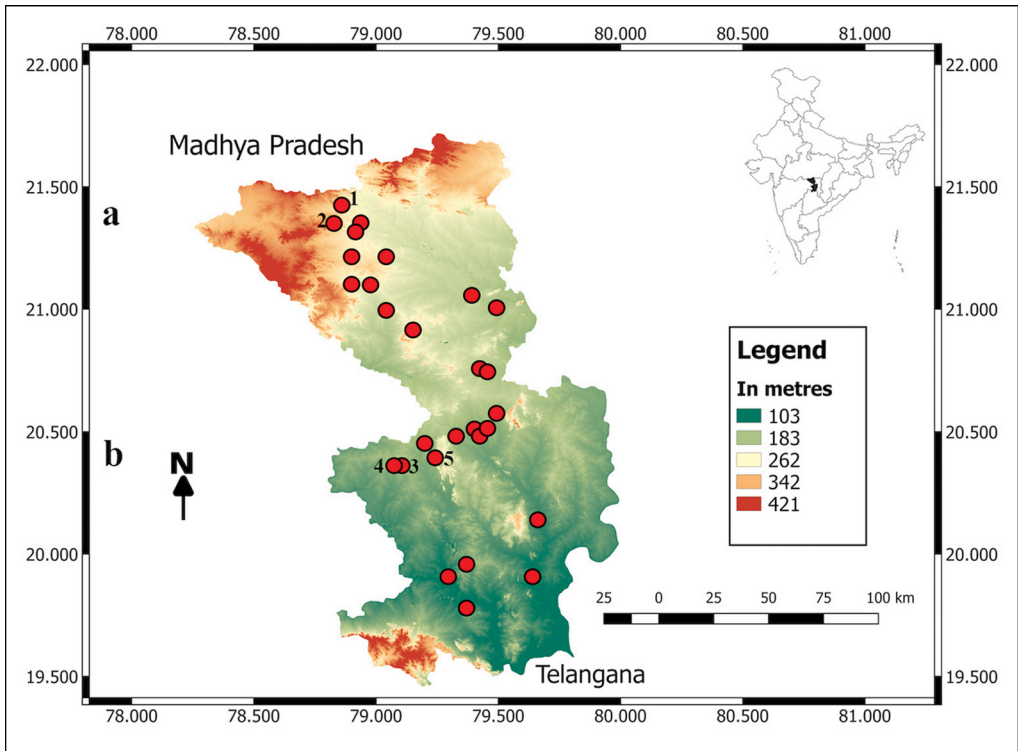 78.000 78.500 79.000 79.500 80.000 80.500 81.000
22.000 22.000
Madhya Pradesh
21.500 21.500
a
1
2
21.000 21.000
Legend
In metres
103
183
262
342
421
20.500 20.500
b
4 3 5
N
20.000 20.000
25 0 25 50 75 100 km
Telangana
19.500 19.500
78.000 78.500 79.000 79.500 80.000 80.500 81.000